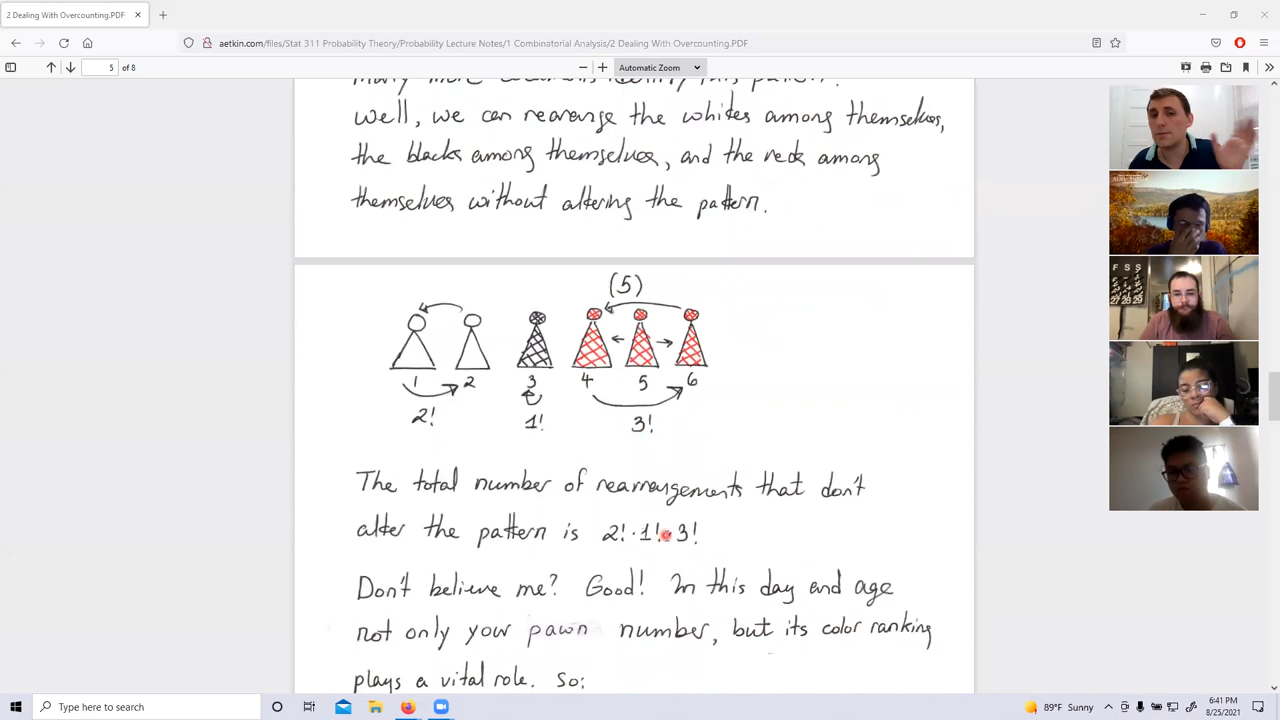 2 Dealing With Overcounting.PDF
aetkin.com/files/Stat 311 Probability Theory/Probability Lecture Notes/1 Combinatorial Analysis/2 Dealing With Overcounting.PDF
5 of 8
Automatic Zoom
many more this pattern
well, we can rearrange the whites among themselves,
the blacks among themselves, and the reds among
themselves without altering the pattern.
(5)
1 2 3 4 5 6
2! 1! 3!
The total number of rearrangements that don't
alter the pattern is 2! · 1! · 3!
Don't believe me? Good! In this day and age
not only your pawn number, but its color ranking
plays a vital role. So:
F S S
Type here to search
89°F Sunny
6:41 PM
8/25/2021